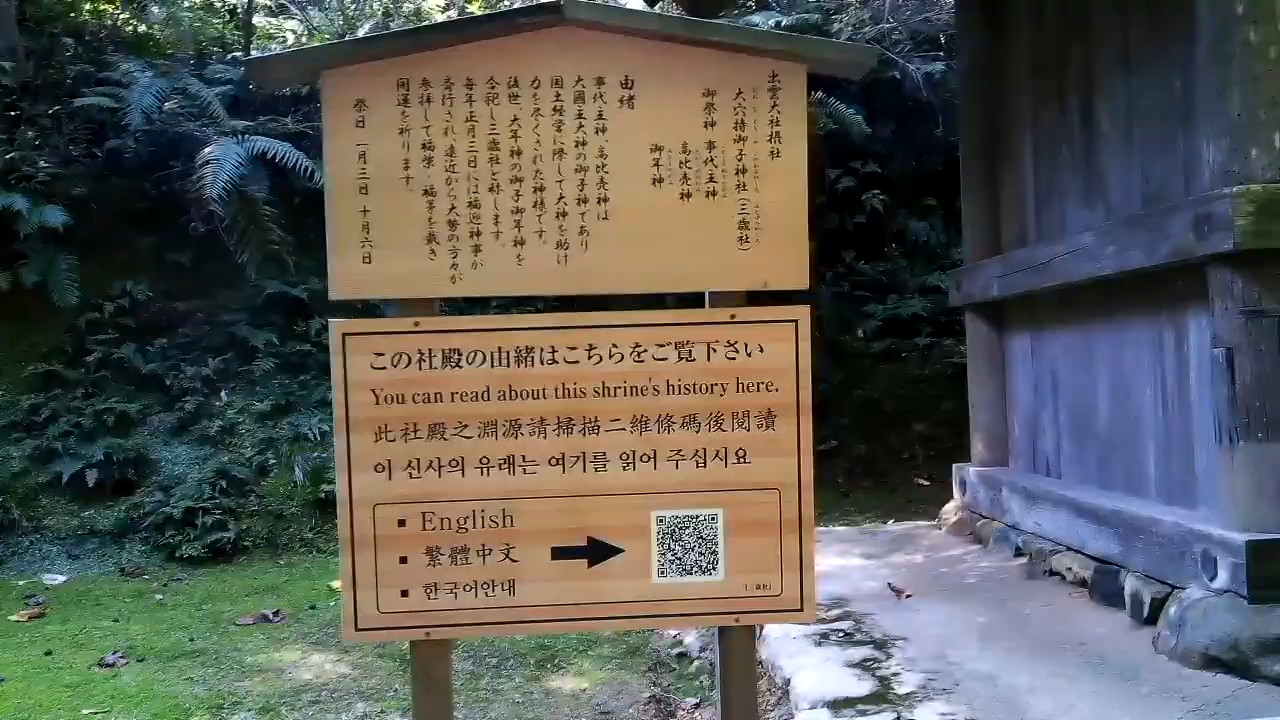 出雲大社摂社
大穴持御子神社(三歳社)
御祭神 事代主神
高比売神
御年神
由緒
事代主神、高比売神は
大國主大神の御子神であり
国土経営に際して大神を助け
力を尽くされた神様です。
後世、大年神の御子御年神を
合祀し三歳社と称します。
毎年正月三日には福迎神事が
斎行され、遠近から大勢の方々が
参拝して福柴・福茅を戴き
開運を祈ります。
祭日 一月三日 十月六日
この社殿の由緒はこちらをご覧下さい
You can read about this shrine's history here.
此社殿之淵源請掃描二維條碼後閱讀
이 신사의 유래는 여기를 읽어 주십시요
▪ English
▪ 繁體中文
▪ 한국어안내